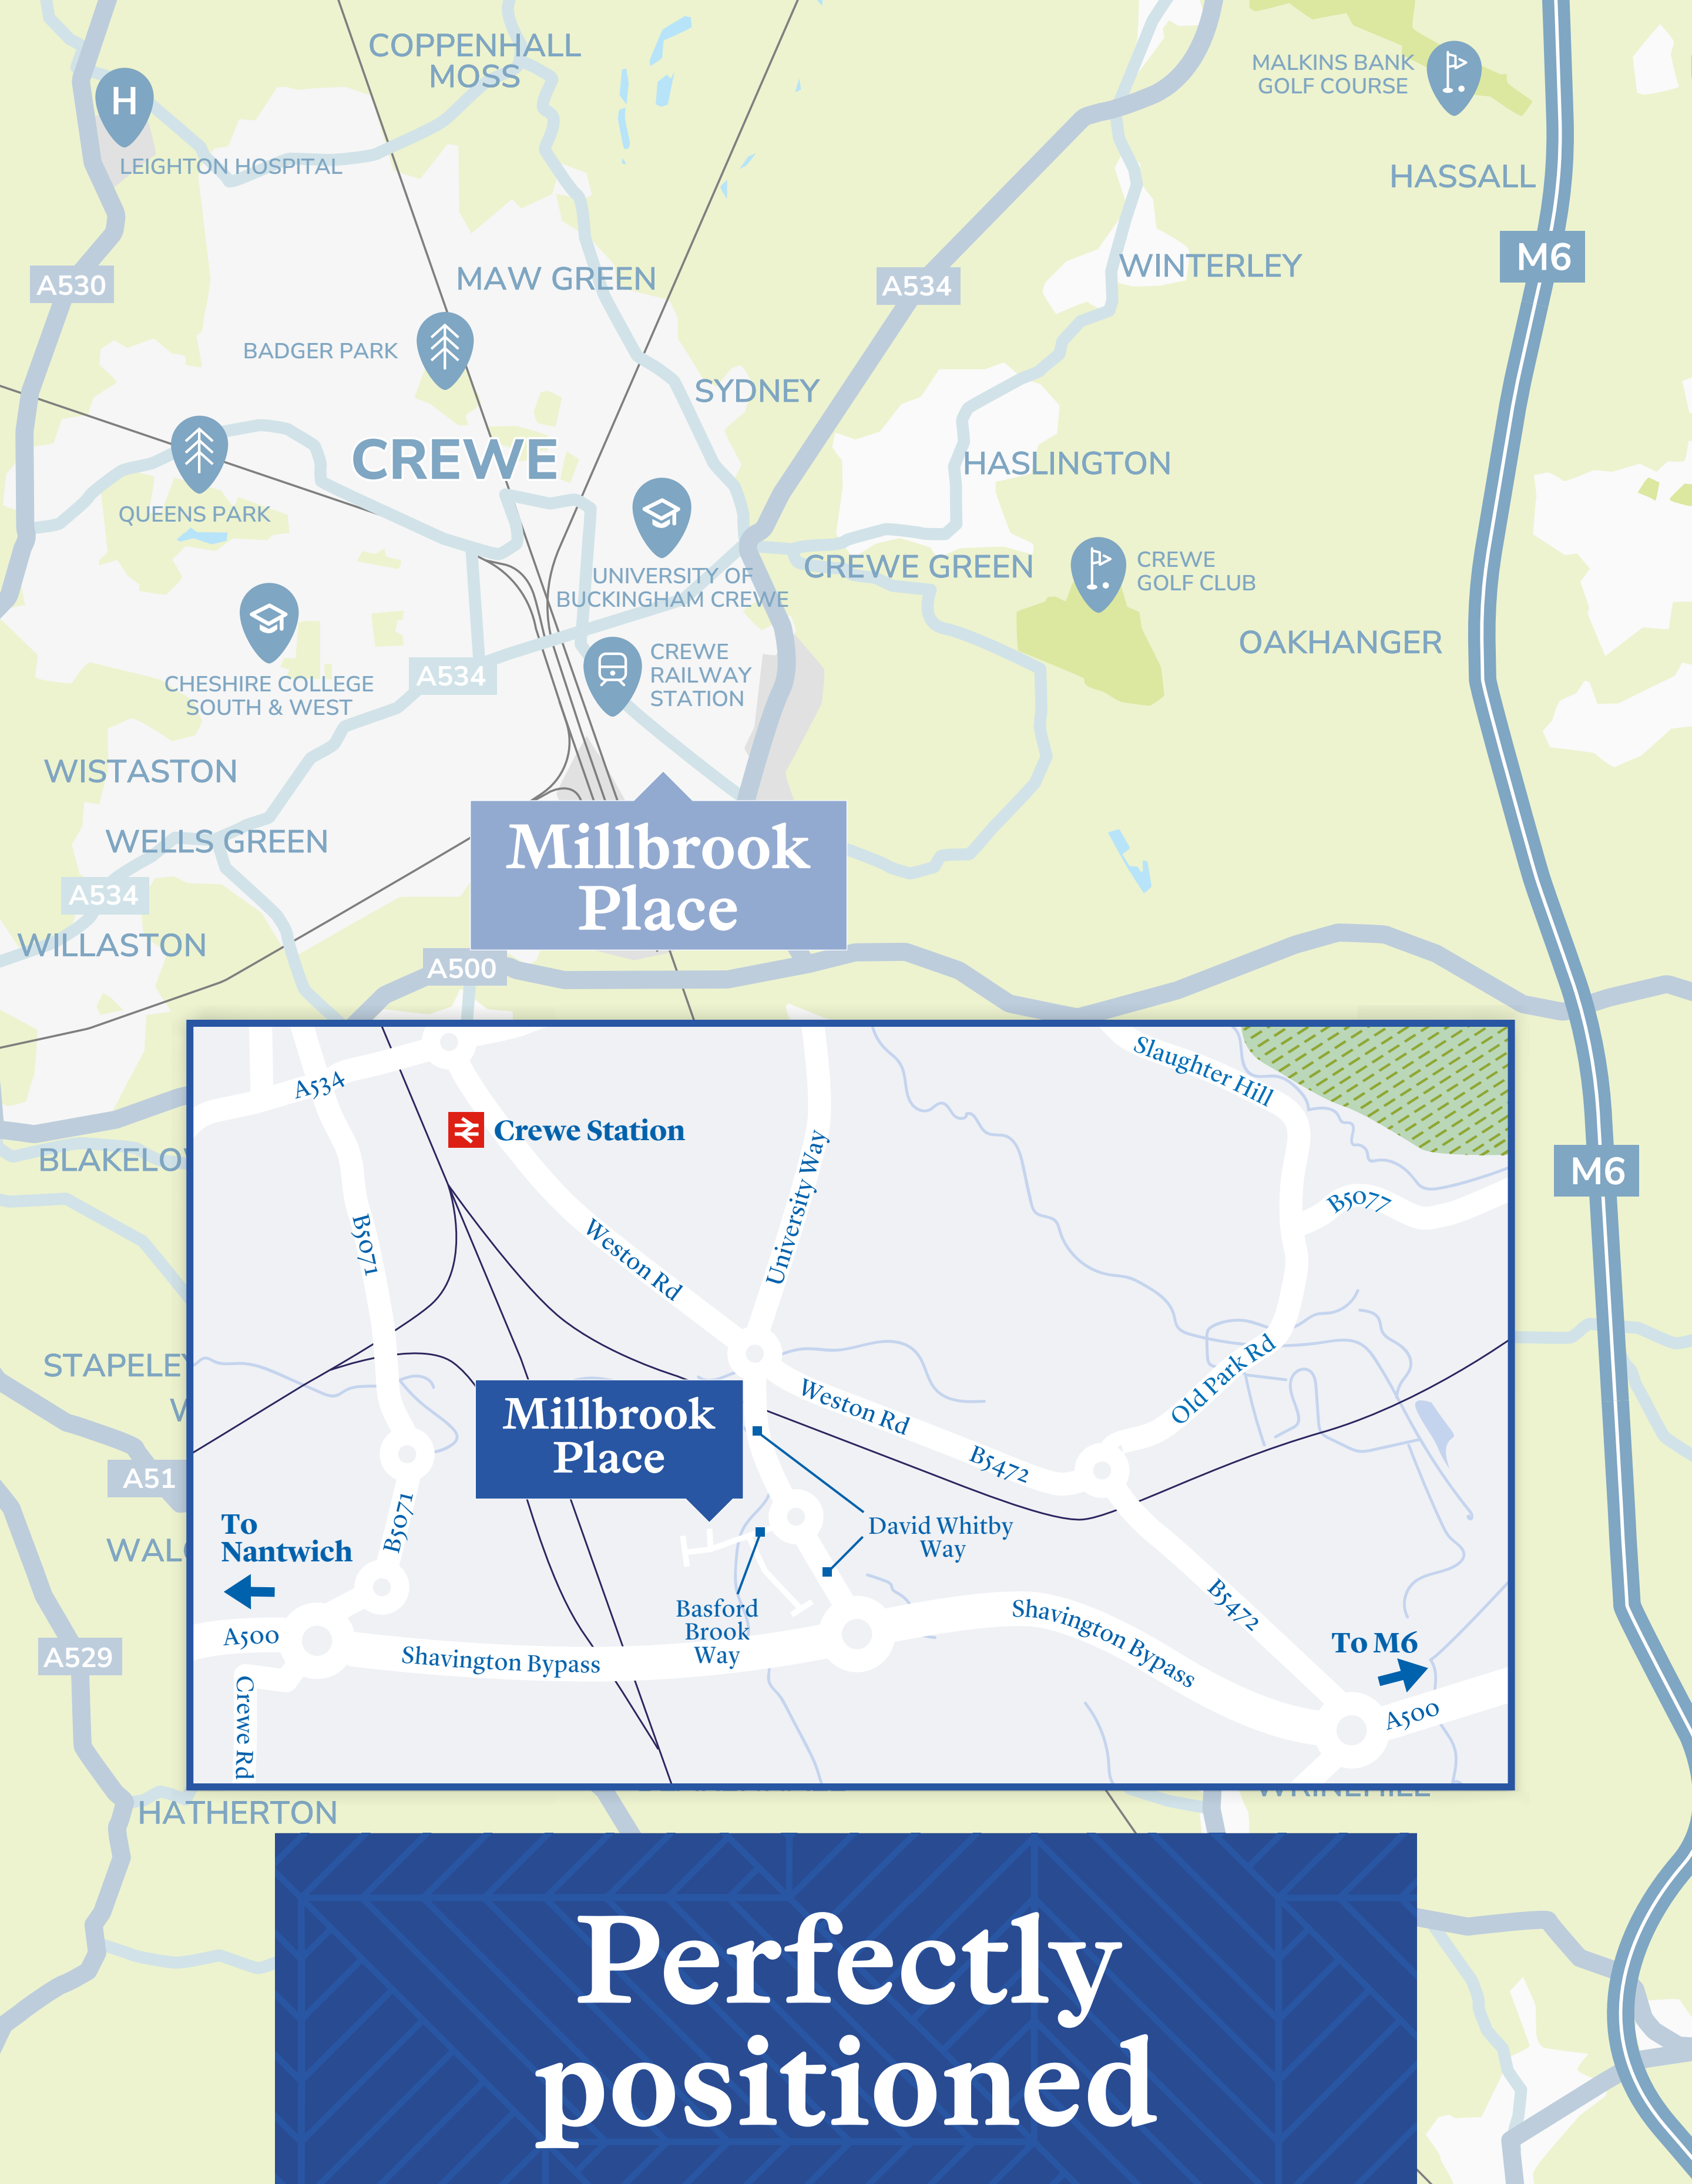 COPPENHALL
MOSS
MALKINS BANK
GOLF COURSE
H
LEIGHTON HOSPITAL
HASSALL
M6
WINTERLEY
MAW GREEN
A530
A534
BADGER PARK
SYDNEY
CREWE
HASLINGTON
QUEENS PARK
UNIVERSITY OF
BUCKINGHAM CREWE
CREWE GREEN
CREWE
GOLF CLUB
OAKHANGER
CREWE
RAILWAY
STATION
A534
CHESHIRE COLLEGE
SOUTH & WEST
WISTASTON
WELLS GREEN
Millbrook
Place
A534
WILLASTON
A500
A534
Crewe Station
Slaughter Hill
University Way
B5071
Weston Rd
B5077
BLAKELO
M6
STAPELEY
W
Millbrook
Place
Weston Rd
B5472
Old Park Rd
A51
WAL
To
Nantwich
B5071
David Whitby
Way
Basford
Brook
Way
A500
Shavington Bypass
Shavington Bypass
B5472
To M6
A500
A529
Crewe Rd
HATHERTON
WRINEHILL
Perfectly
positioned